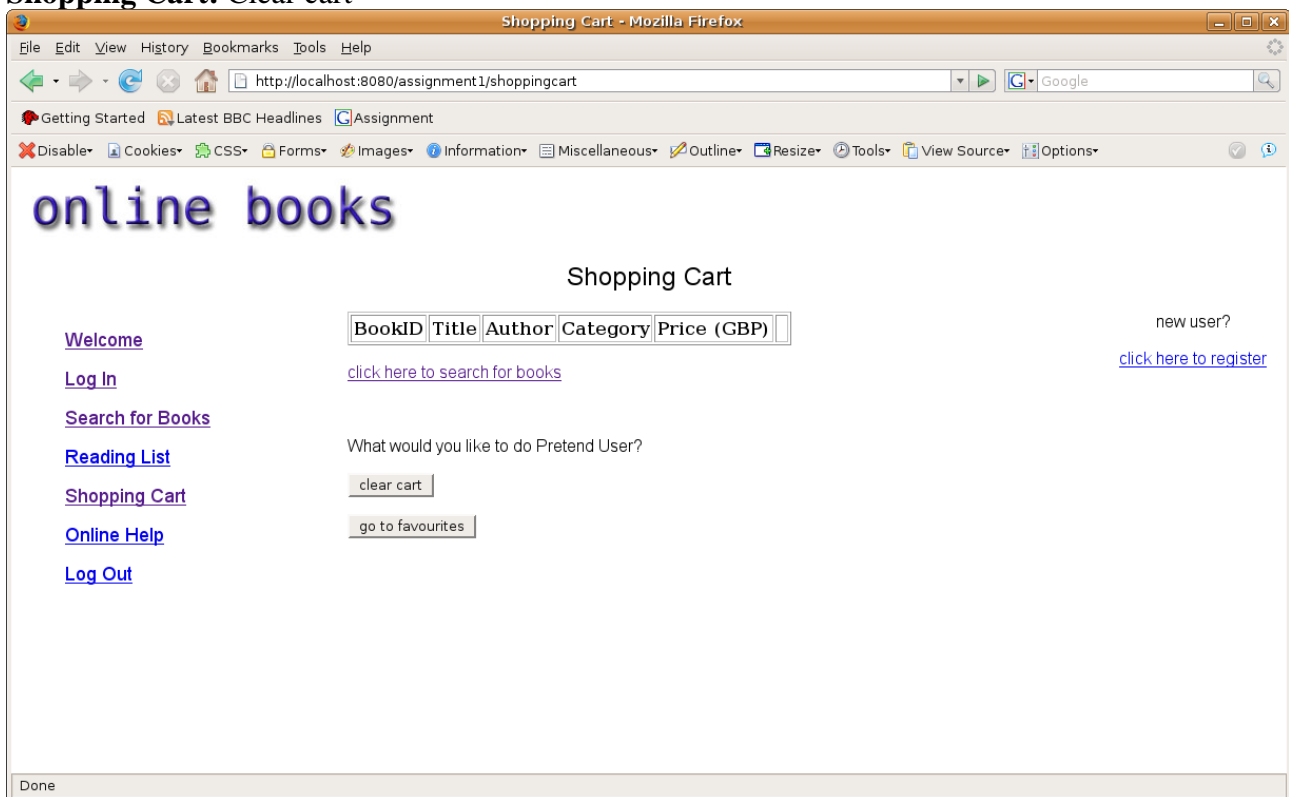 Shopping Cart: Clear cart
Shopping Cart - Mozilla Firefox
File Edit View History Bookmarks Tools Help
http://localhost:8080/assignment1/shoppingcart
G Google
Getting Started Latest BBC Headlines G Assignment
Disable Cookies CSS Forms Images Information Miscellaneous Outline Resize Tools View Source Options
online books
Shopping Cart
Welcome
Log In
Search for Books
Reading List
Shopping Cart
Online Help
Log Out
BookID Title Author Category Price (GBP)
click here to search for books
What would you like to do Pretend User?
clear cart
go to favourites
new user?
click here to register
Done